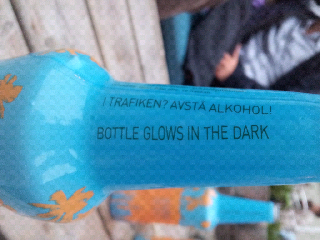 I TRAFIKEN? AVSTÅ ALKOHOL!
BOTTLE GLOWS IN THE DARK